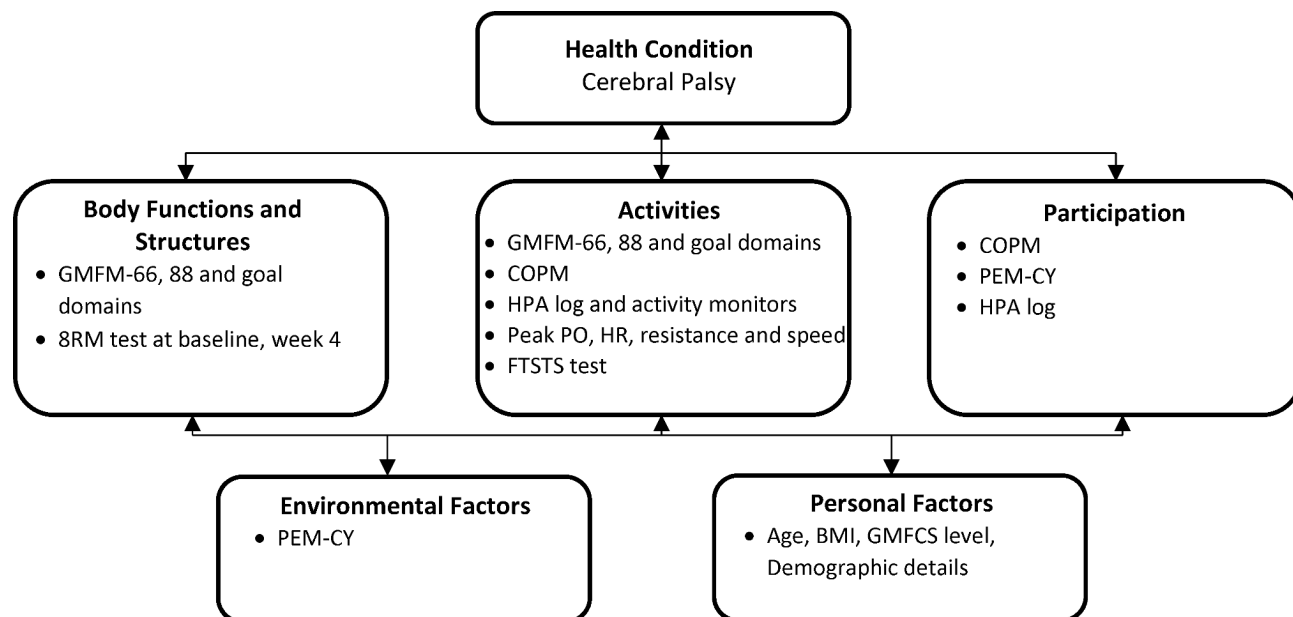 Health Condition
Cerebral Palsy
Body Functions and
Structures
• GMFM-66, 88 and goal
domains
• 8RM test at baseline, week 4
Activities
• GMFM-66, 88 and goal domains
• COPM
• HPA log and activity monitors
• Peak PO, HR, resistance and speed
• FTSTS test
Participation
• COPM
• PEM-CY
• HPA log
Environmental Factors
• PEM-CY
Personal Factors
• Age, BMI, GMFCS level,
Demographic details